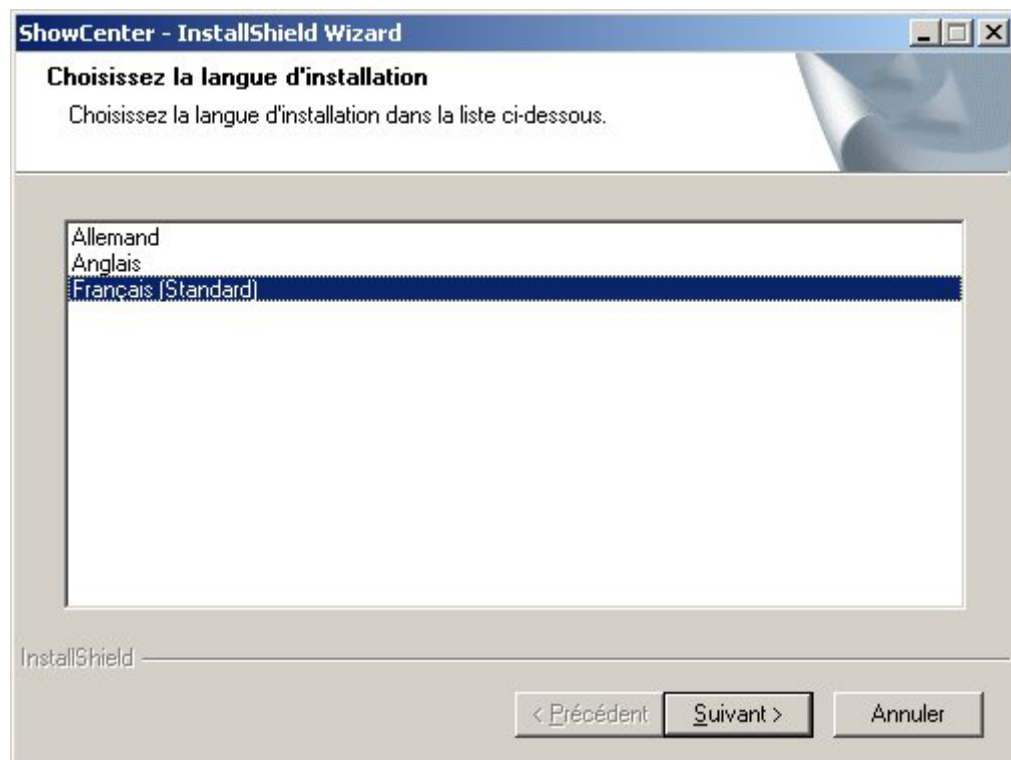 ShowCenter - InstallShield Wizard
Choisissez la langue d'installation
Choisissez la langue d'installation dans la liste ci-dessous.
Allemand
Anglais
Français (Standard)
InstallShield
< Précédent Suivant > Annuler